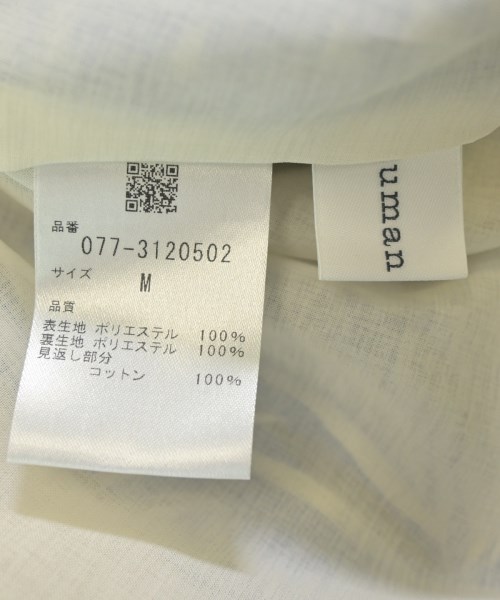 品番
077-3120502
サイズ
M
品質
表生地 ポリエステル 100%
裏生地 ポリエステル 100%
見返し部分
コットン 100%
uman